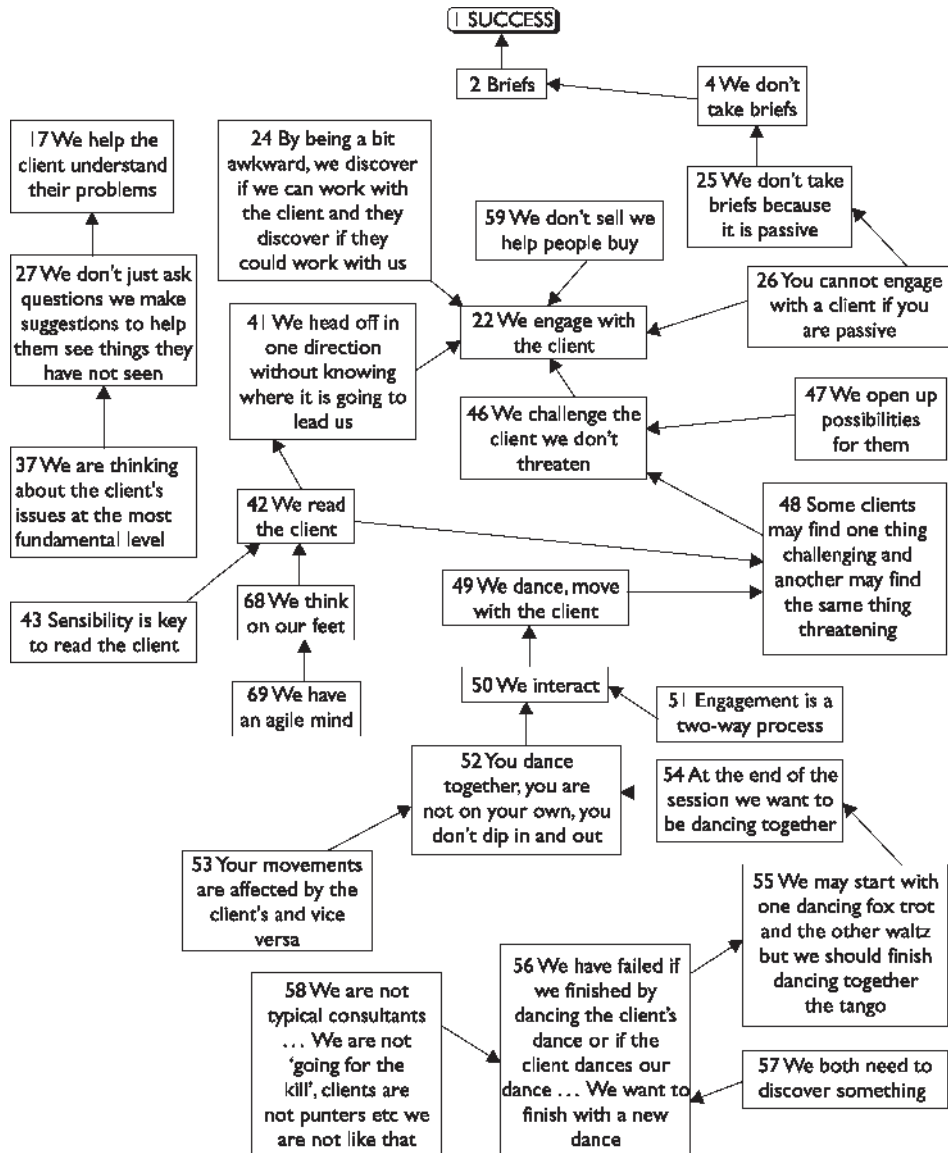 1 SUCCESS
2 Briefs
4 We don't
take briefs
17 We help the
client understand
their problems
24 By being a bit
awkward, we discover
if we can work with
the client and they
discover if they
could work with us
59 We don't sell we
help people buy
25 We don't take
briefs because
it is passive
27 We don't just ask
questions we make
suggestions to help
them see things they
have not seen
41 We head off in
one direction
without knowing
where it is going to
lead us
22 We engage with
the client
26 You cannot engage
with a client if you
are passive
46 We challenge the
client we don't
threaten
47 We open up
possibilities
for them
37 We are thinking
about the client's
issues at the most
fundamental level
42 We read
the client
48 Some clients
may find one thing
challenging and
another may find
the same thing
threatening
43 Sensibility is key
to read the client
68 We think
on our feet
49 We dance, move
with the client
69 We have
an agile mind
50 We interact
51 Engagement is a
two-way process
52 You dance
together, you are
not on your own, you
don't dip in and out
54 At the end of the
session we want to
be dancing together
53 Your movements
are affected by the
client's and vice
versa
55 We may start with
one dancing fox trot
and the other waltz
but we should finish
dancing together
the tango
58 We are not
typical consultants
… We are not
'going for the
kill', clients are
not punters etc we
are not like that
56 We have failed if
we finished by
dancing the client's
dance or if the
client dances our
dance … We want to
finish with a new
dance
57 We both need to
discover something